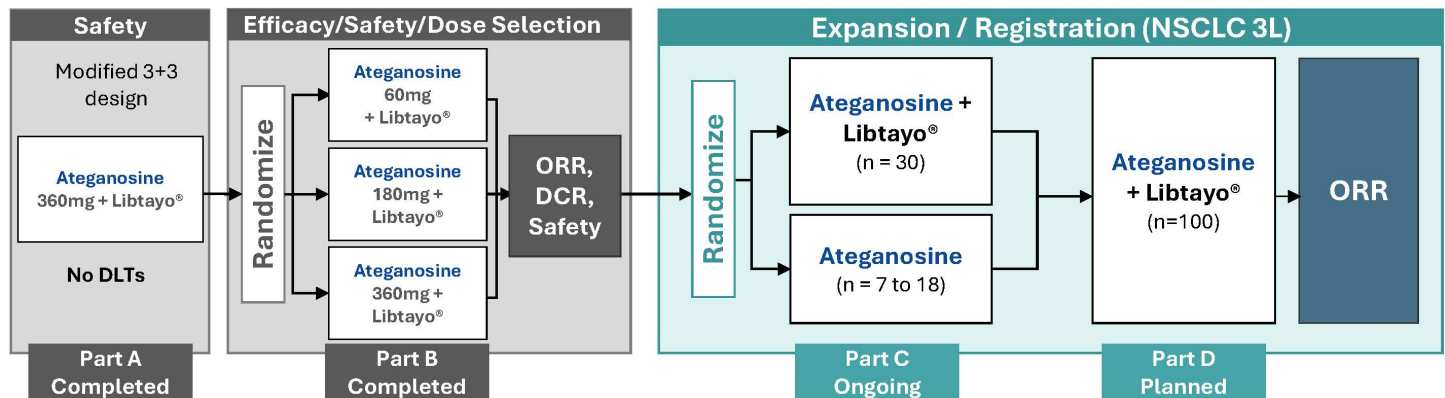 Safety
Modified 3+3
design
Ateganosine
360mg + Libtayo®
No DLTs
Part A
Completed
Efficacy/Safety/Dose Selection
Randomize
Ateganosine
60mg
+ Libtayo®
Ateganosine
180mg +
Libtayo®
Ateganosine
360mg +
Libtayo®
ORR,
DCR,
Safety
Part B
Completed
Expansion / Registration (NSCLC 3L)
Randomize
Ateganosine +
Libtayo®
(n = 30)
Ateganosine
(n = 7 to 18)
Part C
Ongoing
Ateganosine
+ Libtayo®
(n=100)
ORR
Part D
Planned